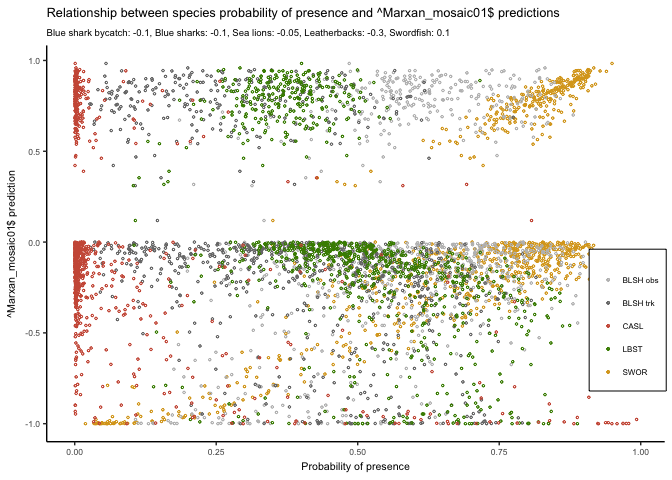 Relationship between species probability of presence and ^Marxan_mosaic01$ predictions
Blue shark bycatch: -0.1, Blue sharks: -0.1, Sea lions: -0.05, Leatherbacks: -0.3, Swordfish: 0.1
^Marxan_mosaic01$ prediction
1.0
0.5
0.0
-0.5
-1.0
BLSH obs
BLSH trk
CASL
LBST
SWOR
0.00
0.25
0.50
0.75
1.00
Probability of presence